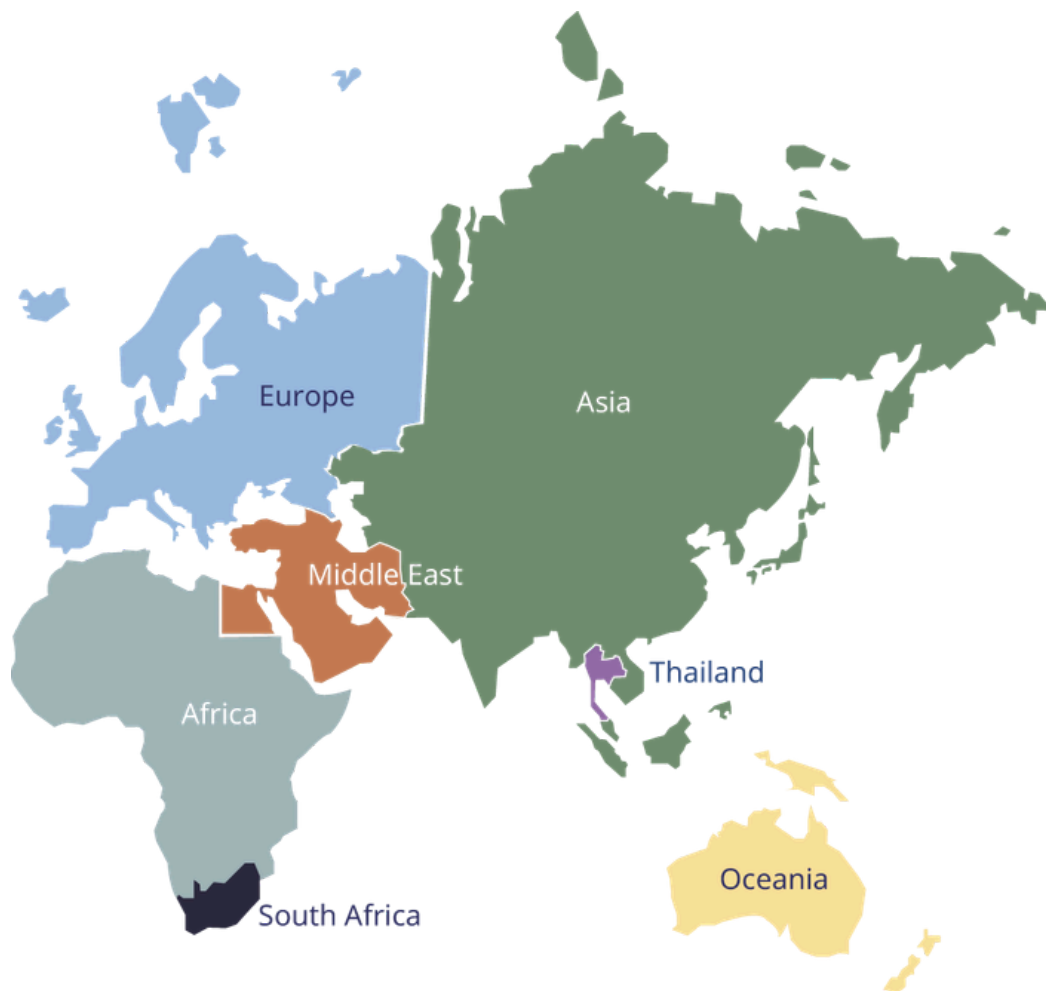 Europe
Asia
Middle East
Thailand
Africa
Oceania
South Africa